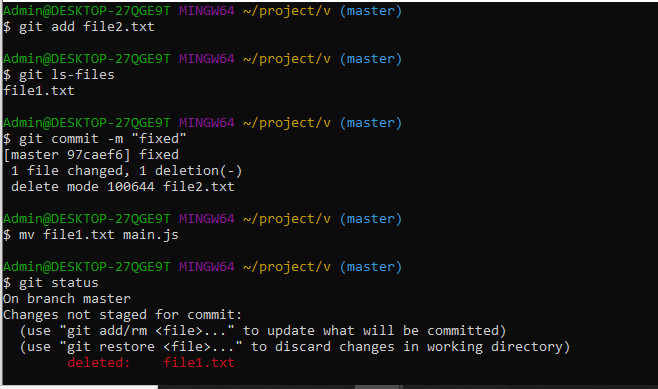 Admin@DESKTOP-27QGE9T MINGW64 ~/project/v (master)
$ git add file2.txt
Admin@DESKTOP-27QGE9T MINGW64 ~/project/v (master)
$ git ls-files
file1.txt
Admin@DESKTOP-27QGE9T MINGW64 ~/project/v (master)
$ git commit -m "fixed"
[master 97caef6] fixed
 1 file changed, 1 deletion(-)
 delete mode 100644 file2.txt
Admin@DESKTOP-27QGE9T MINGW64 ~/project/v (master)
$ mv file1.txt main.js
Admin@DESKTOP-27QGE9T MINGW64 ~/project/v (master)
$ git status
On branch master
Changes not staged for commit:
  (use "git add/rm <file>..." to update what will be committed)
  (use "git restore <file>..." to discard changes in working directory)
        deleted:    file1.txt